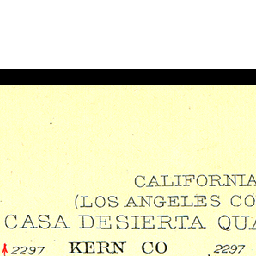 CALIFORNIA
(LOS ANGELES CO
CASA DESIERTA QUA
2297 KERN CO 2297